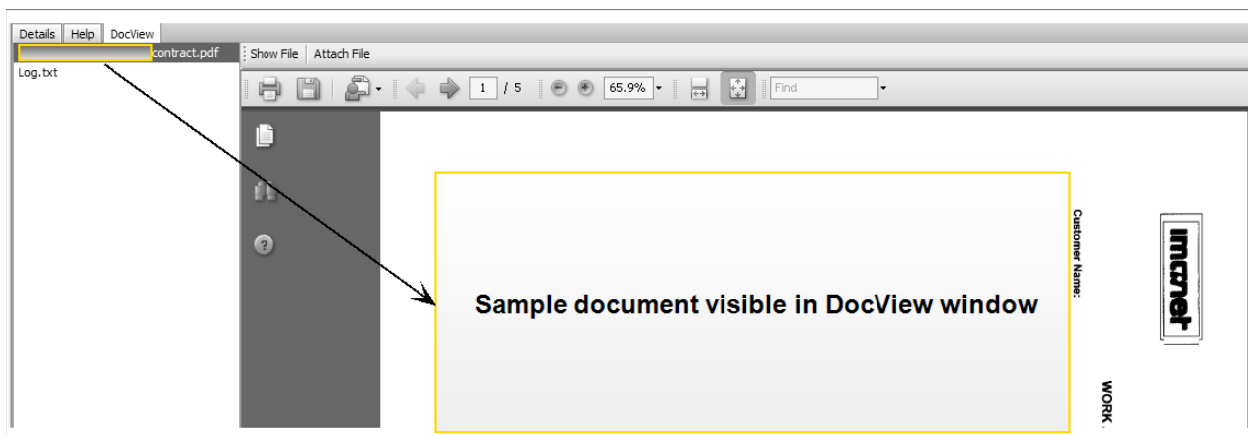 Details Help DocView
contract.pdf Show File Attach File
Log.txt
1 / 5 65.9% Find
?
Sample document visible in DocView window
Customer Name:
imconet
WORK